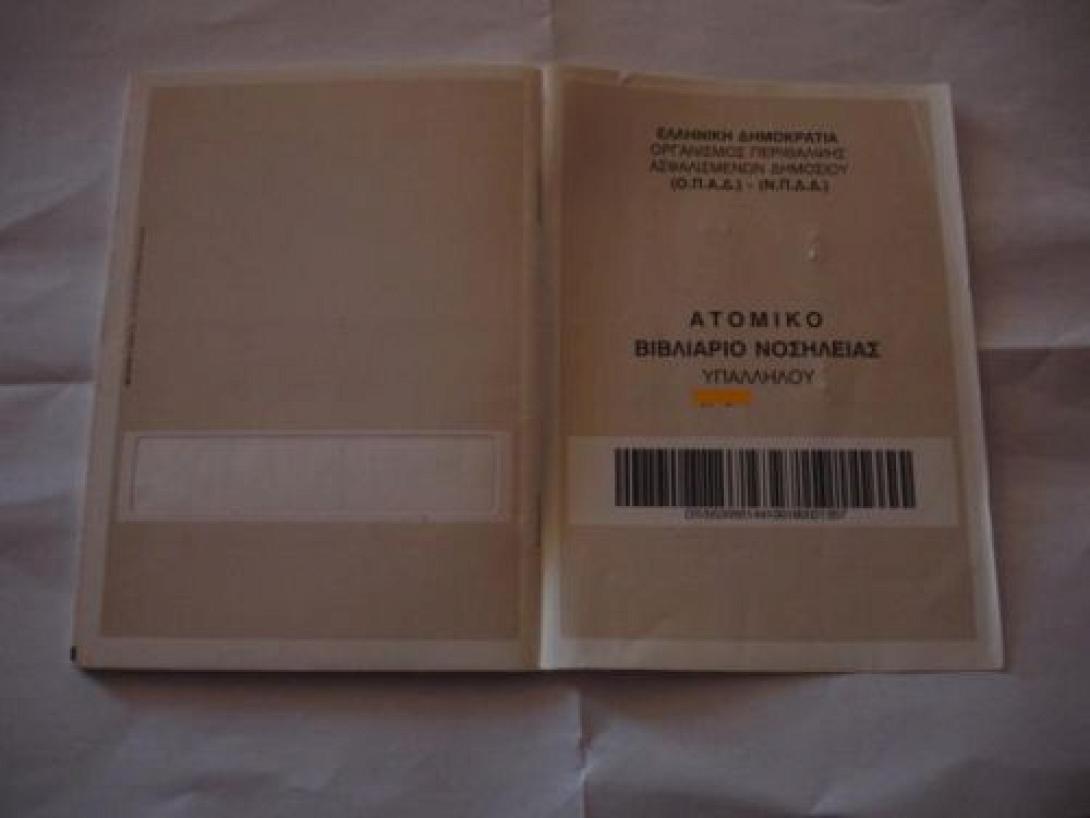 ΕΛΛΗΝΙΚΗ ΔΗΜΟΚΡΑΤΙΑ
ΟΡΓΑΝΙΣΜΟΣ ΠΕΡΙΘΑΛΨΗΣ
ΑΣΦΑΛΙΣΜΕΝΩΝ ΔΗΜΟΣΙΟΥ
(Ο.Π.Α.Δ.) - (Ν.Π.Δ.Δ.)
ΑΤΟΜΙΚΟ
ΒΙΒΛΙΑΡΙΟ ΝΟΣΗΛΕΙΑΣ
ΥΠΑΛΛΗΛΟΥ